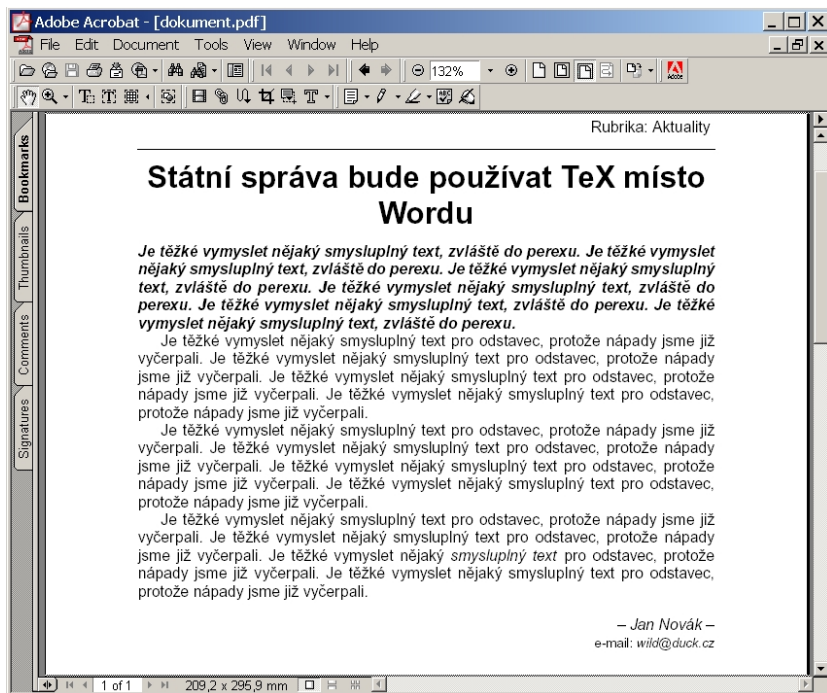 Adobe Acrobat - [dokument.pdf]
File Edit Document Tools View Window Help
132%
Adobe
Bookmarks
Thumbnails
Comments
Signatures
Rubrika: Aktuality
Státní správa bude používat TeX místo
Wordu
Je těžké vymyslet nějaký smysluplný text, zvláště do perexu. Je těžké vymyslet
nějaký smysluplný text, zvláště do perexu. Je těžké vymyslet nějaký smysluplný
text, zvláště do perexu. Je těžké vymyslet nějaký smysluplný text, zvláště do
perexu. Je těžké vymyslet nějaký smysluplný text, zvláště do perexu. Je těžké
vymyslet nějaký smysluplný text, zvláště do perexu.
Je těžké vymyslet nějaký smysluplný text pro odstavec, protože nápady jsme již
vyčerpali. Je těžké vymyslet nějaký smysluplný text pro odstavec, protože nápady
jsme již vyčerpali. Je těžké vymyslet nějaký smysluplný text pro odstavec, protože
nápady jsme již vyčerpali. Je těžké vymyslet nějaký smysluplný text pro odstavec,
protože nápady jsme již vyčerpali.
Je těžké vymyslet nějaký smysluplný text pro odstavec, protože nápady jsme již
vyčerpali. Je těžké vymyslet nějaký smysluplný text pro odstavec, protože nápady
jsme již vyčerpali. Je těžké vymyslet nějaký smysluplný text pro odstavec, protože
nápady jsme již vyčerpali. Je těžké vymyslet nějaký smysluplný text pro odstavec,
protože nápady jsme již vyčerpali.
Je těžké vymyslet nějaký smysluplný text pro odstavec, protože nápady jsme již
vyčerpali. Je těžké vymyslet nějaký smysluplný text pro odstavec, protože nápady
jsme již vyčerpali. Je těžké vymyslet nějaký smysluplný text pro odstavec, protože
nápady jsme již vyčerpali. Je těžké vymyslet nějaký smysluplný text pro odstavec,
protože nápady jsme již vyčerpali.
– Jan Novák –
e-mail: wild@duck.cz
1 of 1 209,2 x 295,9 mm